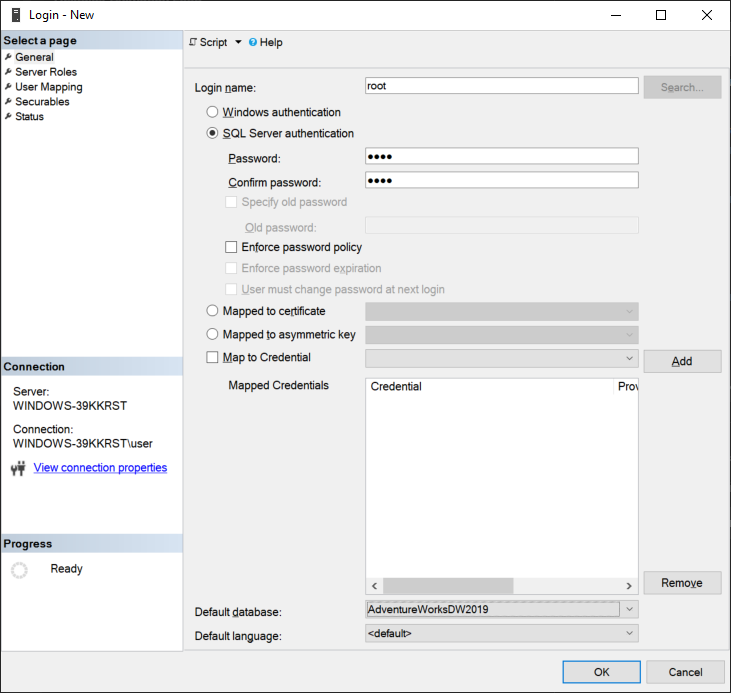 Login - New
Select a page
General
Server Roles
User Mapping
Securables
Status
Script Help
Login name: root Search...
Windows authentication
SQL Server authentication
Password: ●●●●
Confirm password: ●●●●
Specify old password
Old password:
Enforce password policy
Enforce password expiration
User must change password at next login
Mapped to certificate
Mapped to asymmetric key
Map to Credential Add
Mapped Credentials Credential Prov
Remove
Default database: AdventureWorksDW2019
Default language: <default>
Connection
Server:
WINDOWS-39KKRST
Connection:
WINDOWS-39KKRST\user
View connection properties
Progress
Ready
OK Cancel